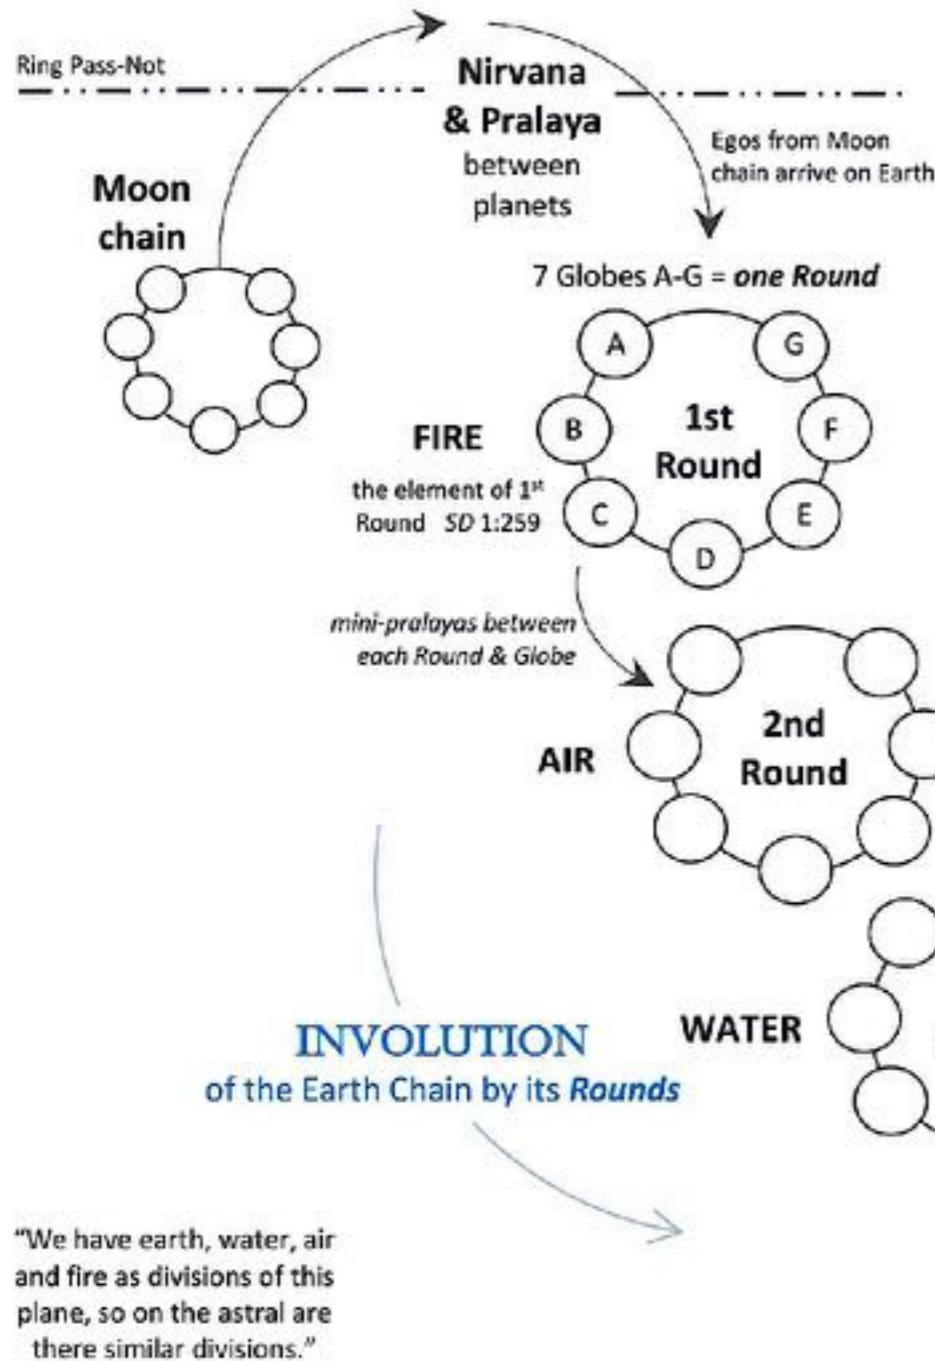 Ring Pass-Not
Nirvana
& Pralaya
between
planets
Egos from Moon
chain arrive on Earth
Moon
chain
7 Globes A-G = one Round
A
G
B
F
C
E
D
1st
Round
FIRE
the element of 1st
Round SD 1:259
mini-pralayas between
each Round & Globe
2nd
Round
AIR
WATER
INVOLUTION
of the Earth Chain by its Rounds
“We have earth, water, air
and fire as divisions of this
plane, so on the astral are
there similar divisions.”